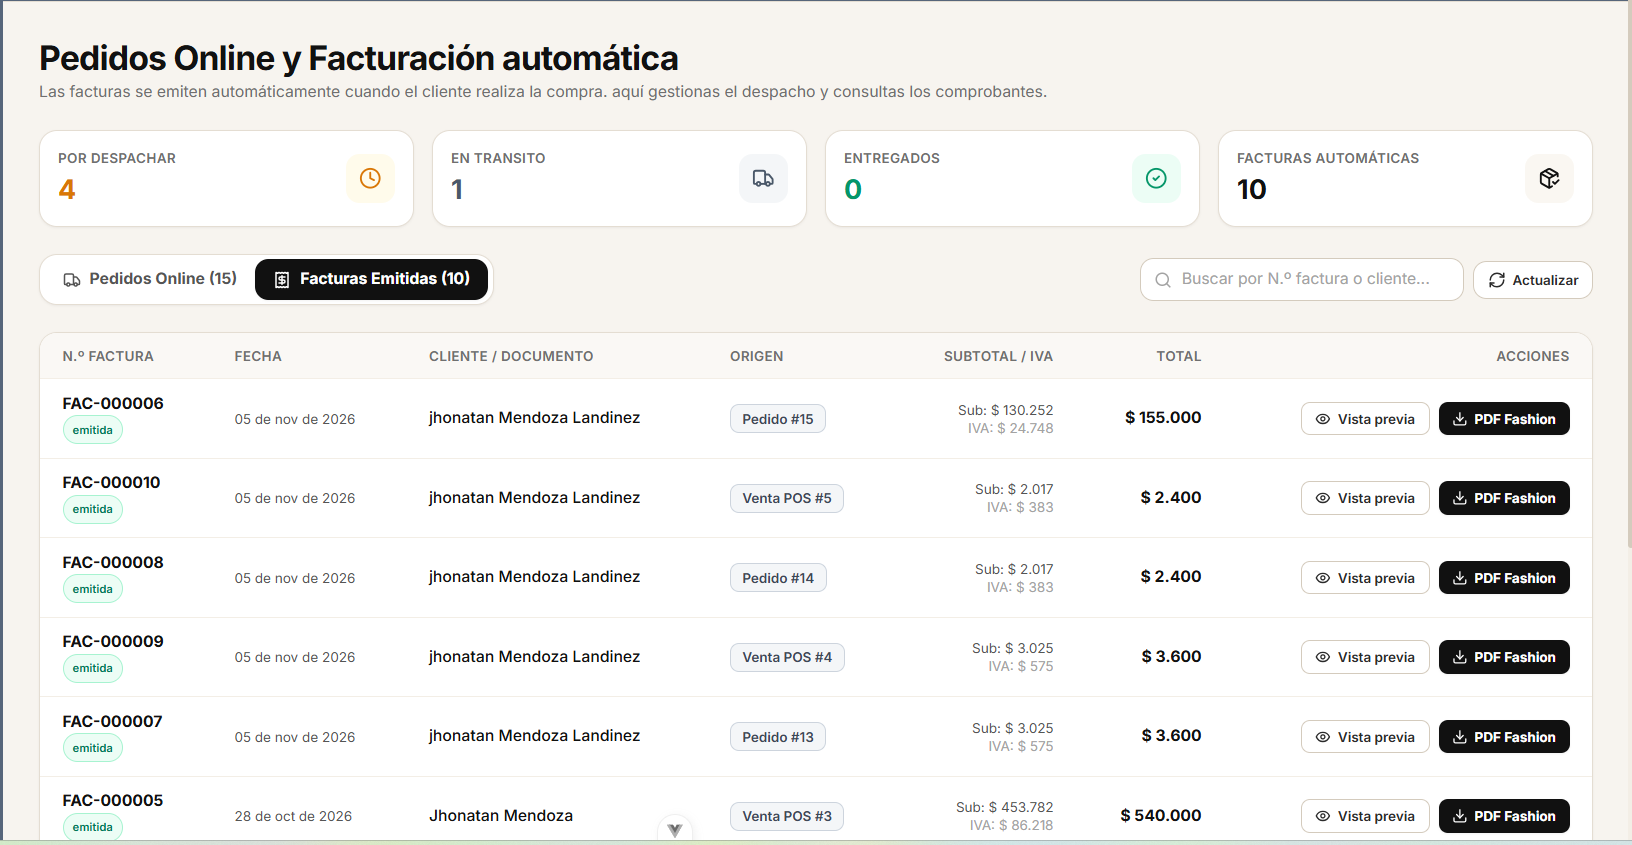 Pedidos Online y Facturación automática
Las facturas se emiten automáticamente cuando el cliente realiza la compra. aquí gestionas el despacho y consultas los comprobantes.
POR DESPACHAR
4
EN TRANSITO
1
ENTREGADOS
0
FACTURAS AUTOMÁTICAS
10
Pedidos Online (15)
Facturas Emitidas (10)
Buscar por N.º factura o cliente...
Actualizar
N.º FACTURA FECHA CLIENTE / DOCUMENTO ORIGEN SUBTOTAL / IVA TOTAL ACCIONES
FAC-000006
emitida
05 de nov de 2026
jhonatan Mendoza Landinez
Pedido #15
Sub: $ 130.252
IVA: $ 24.748
$ 155.000
Vista previa
PDF Fashion
FAC-000010
emitida
05 de nov de 2026
jhonatan Mendoza Landinez
Venta POS #5
Sub: $ 2.017
IVA: $ 383
$ 2.400
Vista previa
PDF Fashion
FAC-000008
emitida
05 de nov de 2026
jhonatan Mendoza Landinez
Pedido #14
Sub: $ 2.017
IVA: $ 383
$ 2.400
Vista previa
PDF Fashion
FAC-000009
emitida
05 de nov de 2026
jhonatan Mendoza Landinez
Venta POS #4
Sub: $ 3.025
IVA: $ 575
$ 3.600
Vista previa
PDF Fashion
FAC-000007
emitida
05 de nov de 2026
jhonatan Mendoza Landinez
Pedido #13
Sub: $ 3.025
IVA: $ 575
$ 3.600
Vista previa
PDF Fashion
FAC-000005
emitida
28 de oct de 2026
Jhonatan Mendoza
Venta POS #3
Sub: $ 453.782
IVA: $ 86.218
$ 540.000
Vista previa
PDF Fashion